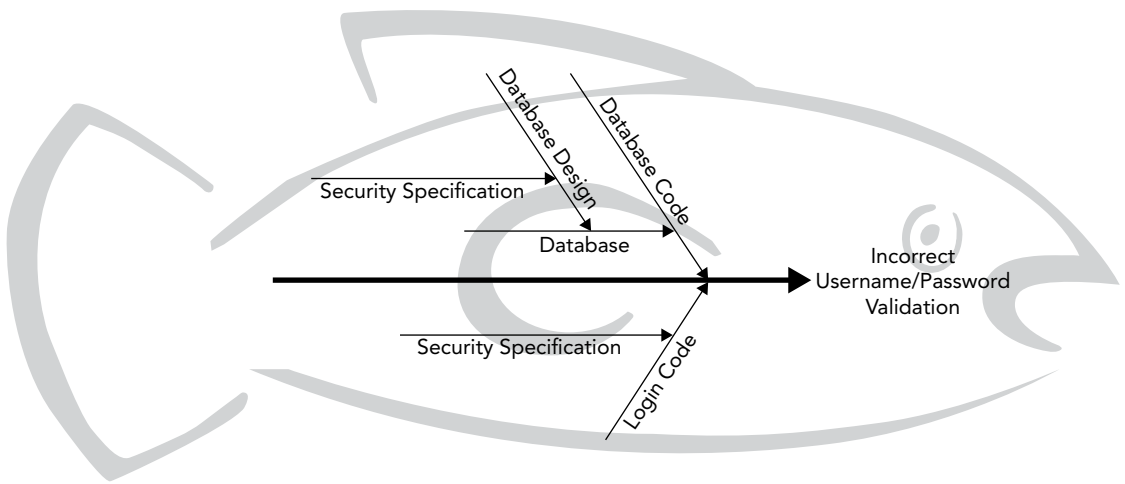 Database Design
Database Code
Security Specification
Database
Incorrect
Username/Password
Validation
Security Specification
Login Code